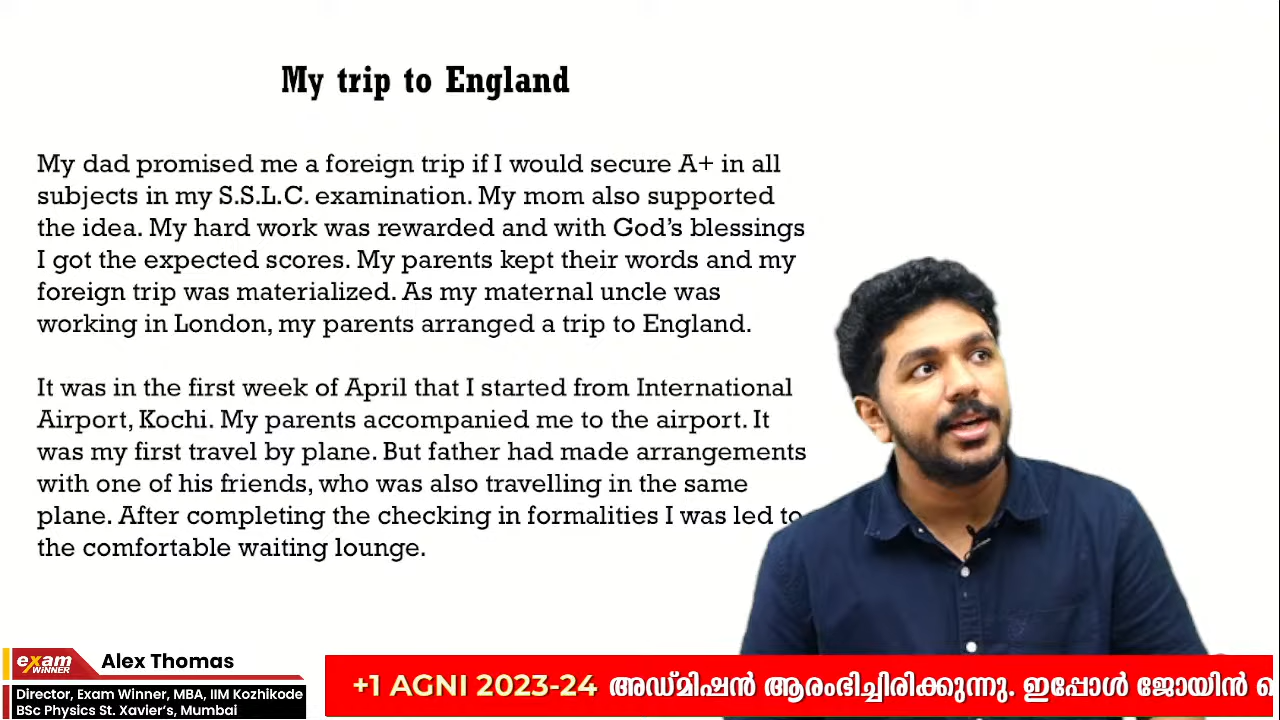 My trip to England
My dad promised me a foreign trip if I would secure A+ in all
subjects in my S.S.L.C. examination. My mom also supported
the idea. My hard work was rewarded and with God's blessings
I got the expected scores. My parents kept their words and my
foreign trip was materialized. As my maternal uncle was
working in London, my parents arranged a trip to England.
It was in the first week of April that I started from International
Airport, Kochi. My parents accompanied me to the airport. It
was my first travel by plane. But father had made arrangements
with one of his friends, who was also travelling in the same
plane. After completing the checking in formalities I was led to
the comfortable waiting lounge.
exam WiNNER
Alex Thomas
Director, Exam Winner, MBA, IIM Kozhikode
BSc Physics St. Xavier's, Mumbai
+1 AGNI 2023-24 അഡ്മിഷൻ ആരംഭിച്ചിരിക്കുന്നു. ഇപ്പോൾ ജോയിൻ